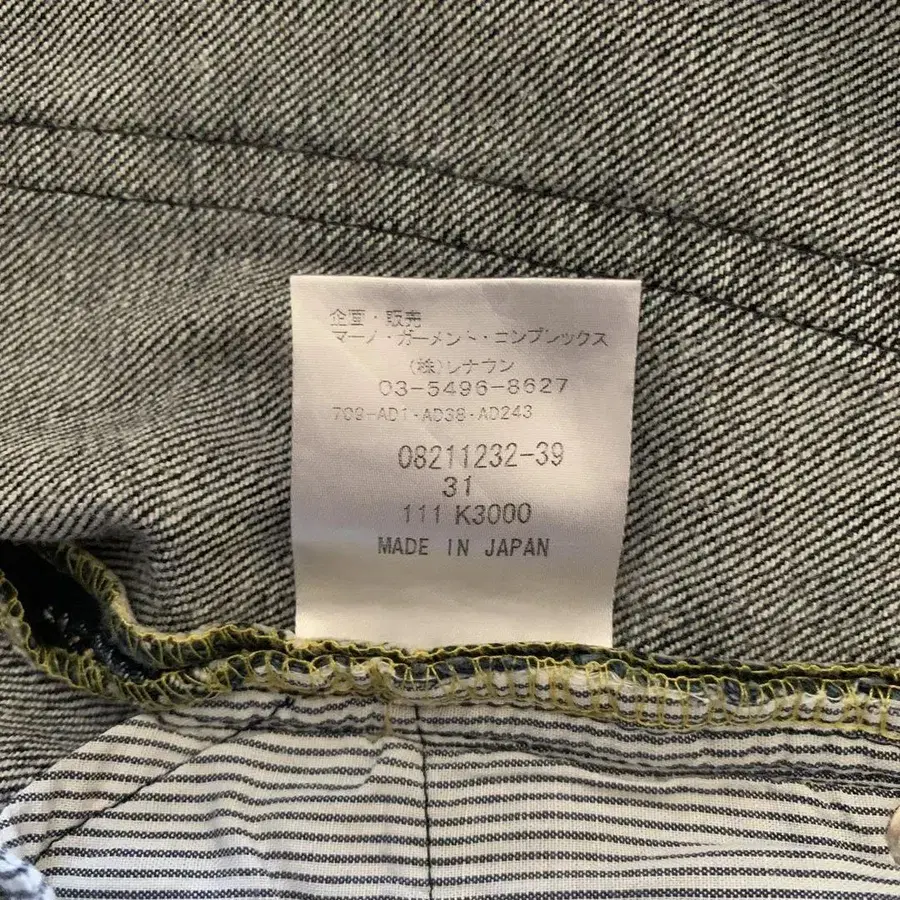 企画・販売
マーノ・ガーメント・コンプレックス
(株)レナウン
03-5496-8627
709-AD1・AD38・AD243
08211232-39
31
111 K3000
MADE IN JAPAN